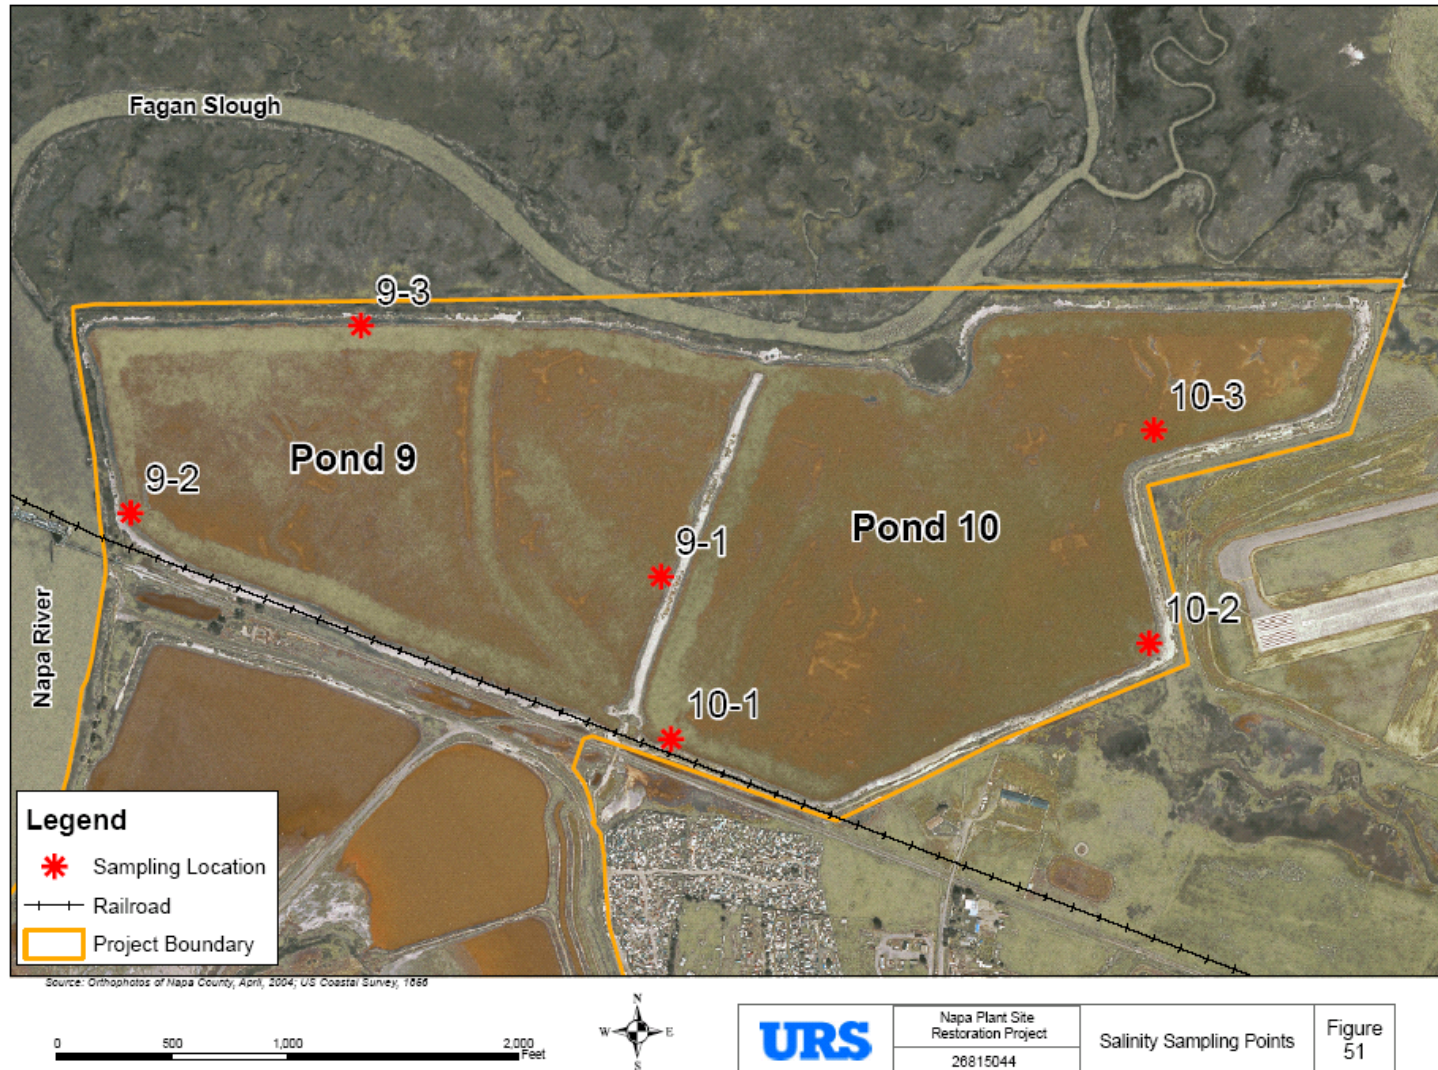 Fagan Slough
9-3
10-3
Pond 9
9-2
Pond 10
9-1
10-2
Napa River
10-1
Legend
Sampling Location
Railroad
Project Boundary
Source: Orthophotos of Napa County, April, 2004; US Coastal Survey, 1856
0 500 1,000 2,000
Feet
N
W E
S
URS
Napa Plant Site
Restoration Project
26815044
Salinity Sampling Points
Figure
51